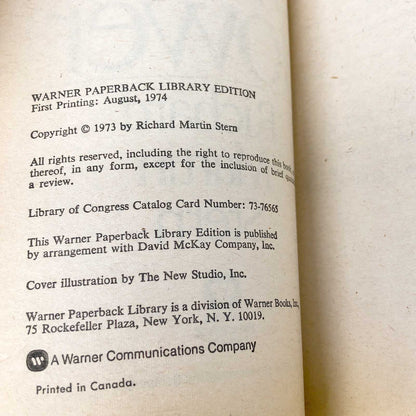 WARNER PAPERBACK LIBRARY EDITION
First Printing: August, 1974
Copyright © 1973 by Richard Martin Stern
All rights reserved, including the right to reproduce this book
thereof, in any form, except for the inclusion of brief
a review.
Library of Congress Catalog Card Number: 73-76565
This Warner Paperback Library Edition is published
by arrangement with David McKay Company, Inc.
Cover illustration by The New Studio, Inc.
Warner Paperback Library is a division of Warner Books, Inc.
75 Rockefeller Plaza, New York, N. Y. 10019.
A Warner Communications Company
Printed in Canada.